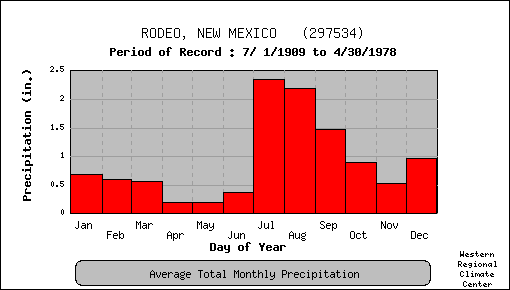 RODEO, NEW MEXICO (297534)
Period of Record : 7/ 1/1909 to 4/30/1978
Precipitation (in.)
2.5
2
1.5
1
0.5
0
Jan Feb Mar Apr May Jun Jul Aug Sep Oct Nov Dec
Day of Year
Average Total Monthly Precipitation
Western
Regional
Climate
Center